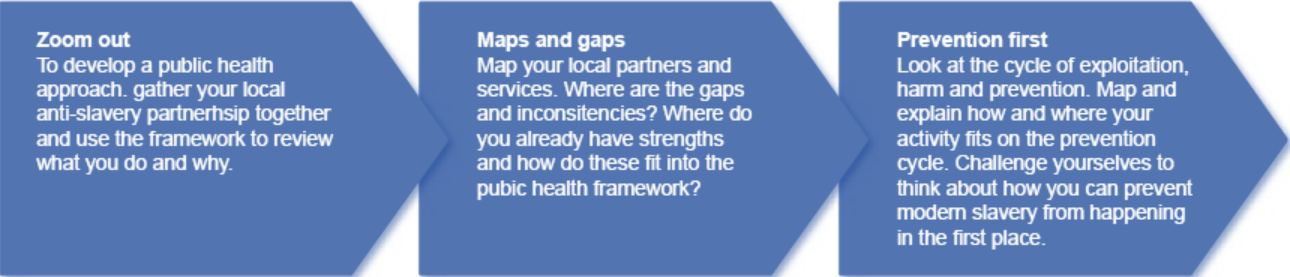 Zoom out
To develop a public health
approach. gather your local
anti-slavery partnerhsip together
and use the framework to review
what you do and why.
Maps and gaps
Map your local partners and
services. Where are the gaps
and inconsitencies? Where do
you already have strengths
and how do these fit into the
pubic health framework?
Prevention first
Look at the cycle of exploitation,
harm and prevention. Map and
explain how and where your
activity fits on the prevention
cycle. Challenge yourselves to
think about how you can prevent
modern slavery from happening
in the first place.